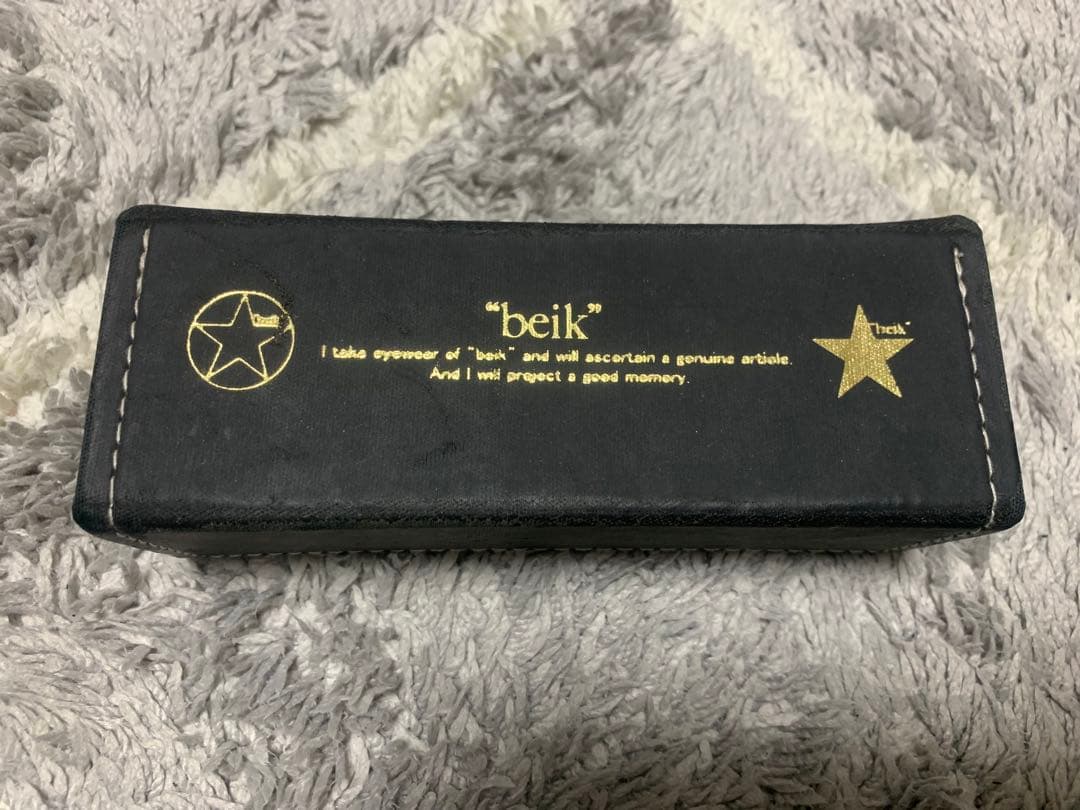 "beik"
I take eyewear of "beik" and will ascertain a genuine article.
And I will project a good memory.
"beik"